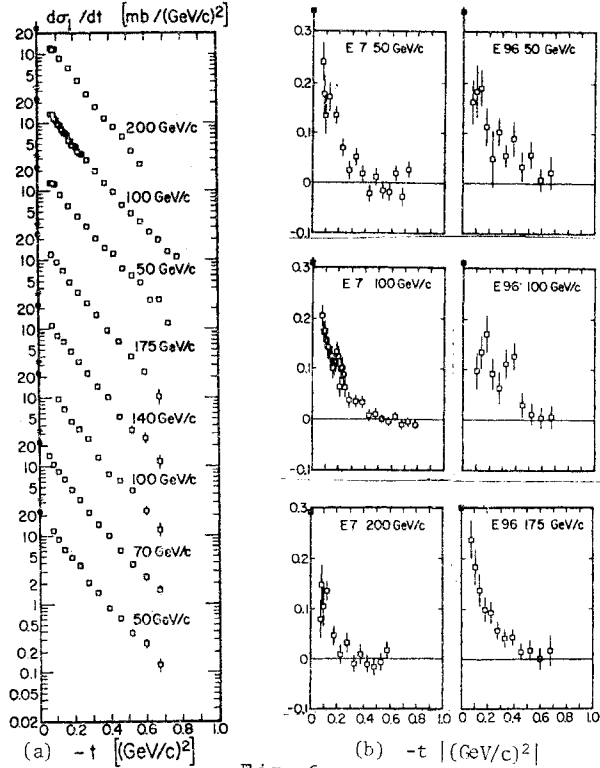 dσ₁/dt [mb/(GeV/c)²]
20
10
5
20
10
5
20
10
5
20
10
5
20
10
5
20
10
5
20
10
5
20
10
5
2
1
0.5
0.2
0.1
0.05
0.02
200 GeV/c
100 GeV/c
50 GeV/c
175 GeV/c
140 GeV/c
100 GeV/c
70 GeV/c
50 GeV/c
0 0.2 0.4 0.6 0.8 1.0
(a) -t [(GeV/c)²]
0.3
0.2
0.1
0
-0.1
E 7 50 GeV/c
E 96 50 GeV/c
0.3
0.2
0.1
0
-0.1
E 7 100 GeV/c
E 96 100 GeV/c
0.3
0.2
0.1
0
-0.1
E 7 200 GeV/c
E 96 175 GeV/c
0 0.2 0.4 0.6 0.8 1.0
0 0.2 0.4 0.6 0.8 1.0
(b) -t |(GeV/c)²|